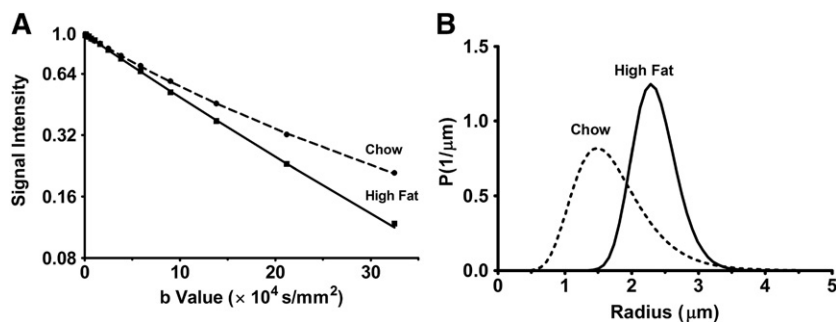 A
Signal Intensity
1.0
0.64
0.32
0.16
0.08
Chow
High Fat
0 10 20 30
b Value (× 10⁴ s/mm²)
B
P(1/μm)
1.5
1.0
0.5
0.0
High Fat
Chow
0 1 2 3 4 5
Radius (μm)